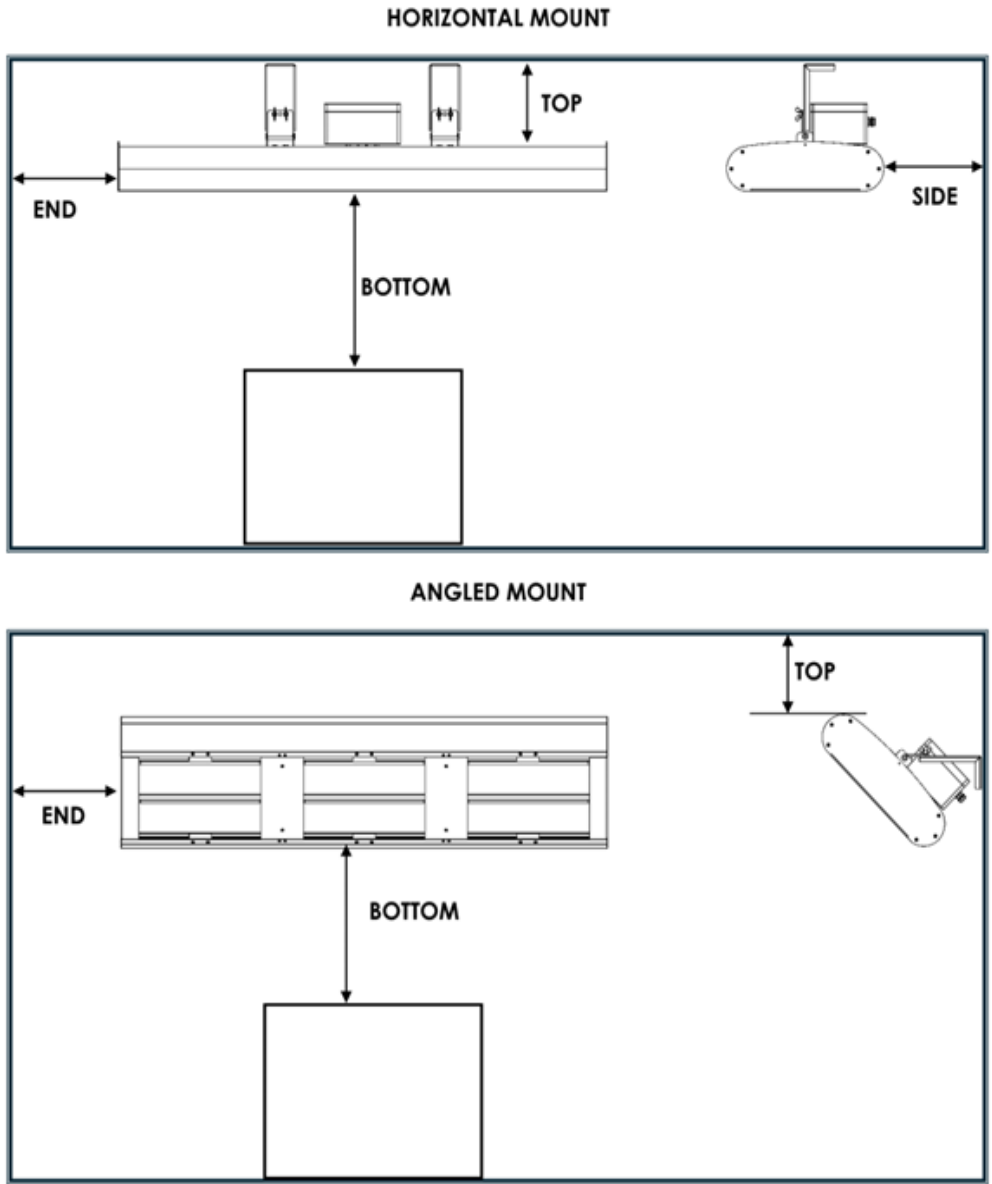 HORIZONTAL MOUNT
TOP
END
SIDE
BOTTOM
ANGLED MOUNT
TOP
END
BOTTOM